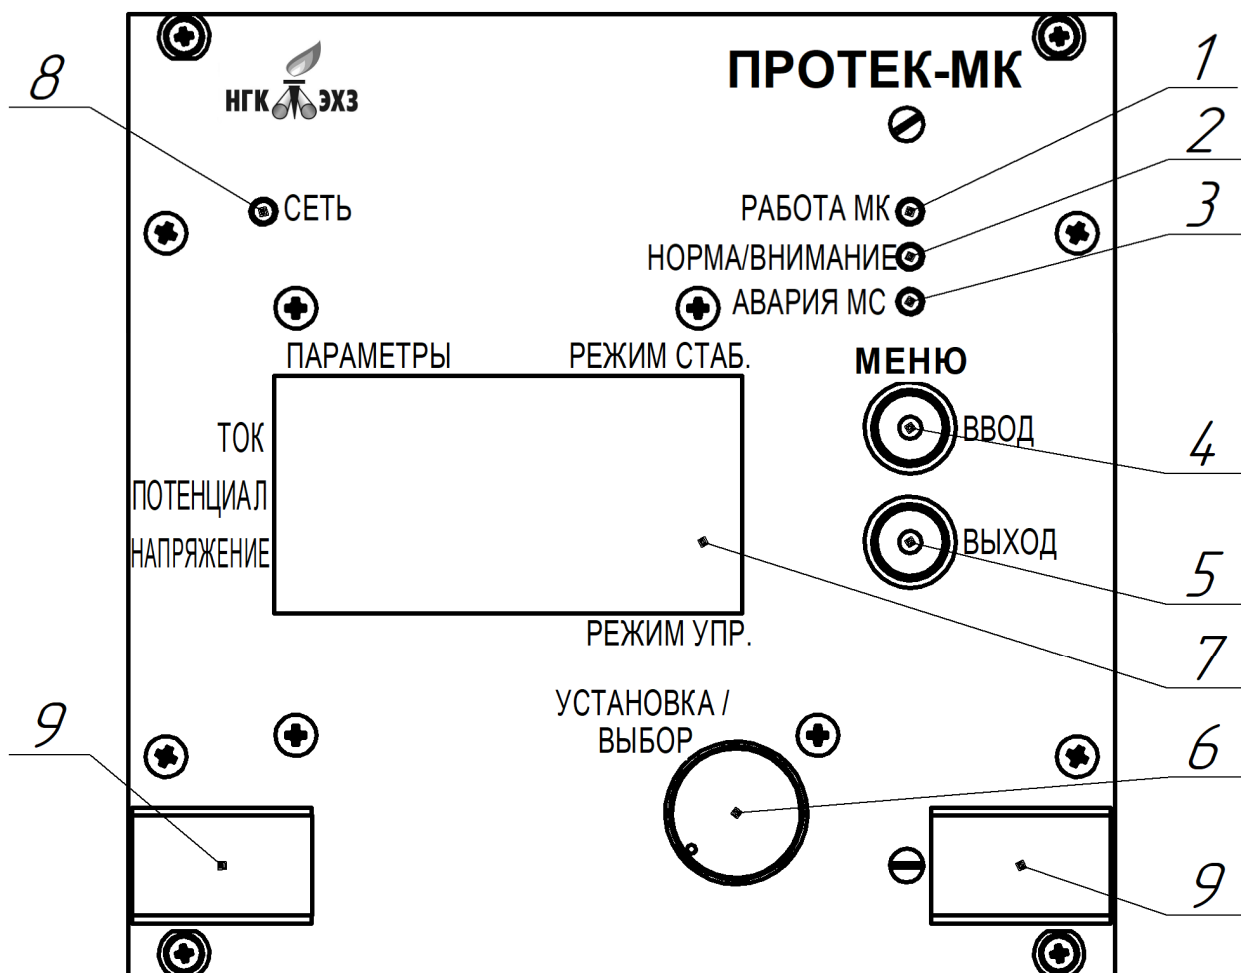 ПРОТЕК-МК
1
8
НГК ЭХЗ
2
СЕТЬ
РАБОТА МК
3
НОРМА/ВНИМАНИЕ
АВАРИЯ МС
ПАРАМЕТРЫ
РЕЖИМ СТАБ.
МЕНЮ
ТОК
ВВОД
4
ПОТЕНЦИАЛ
НАПРЯЖЕНИЕ
ВЫХОД
5
РЕЖИМ УПР.
7
УСТАНОВКА /
ВЫБОР
9
6
9